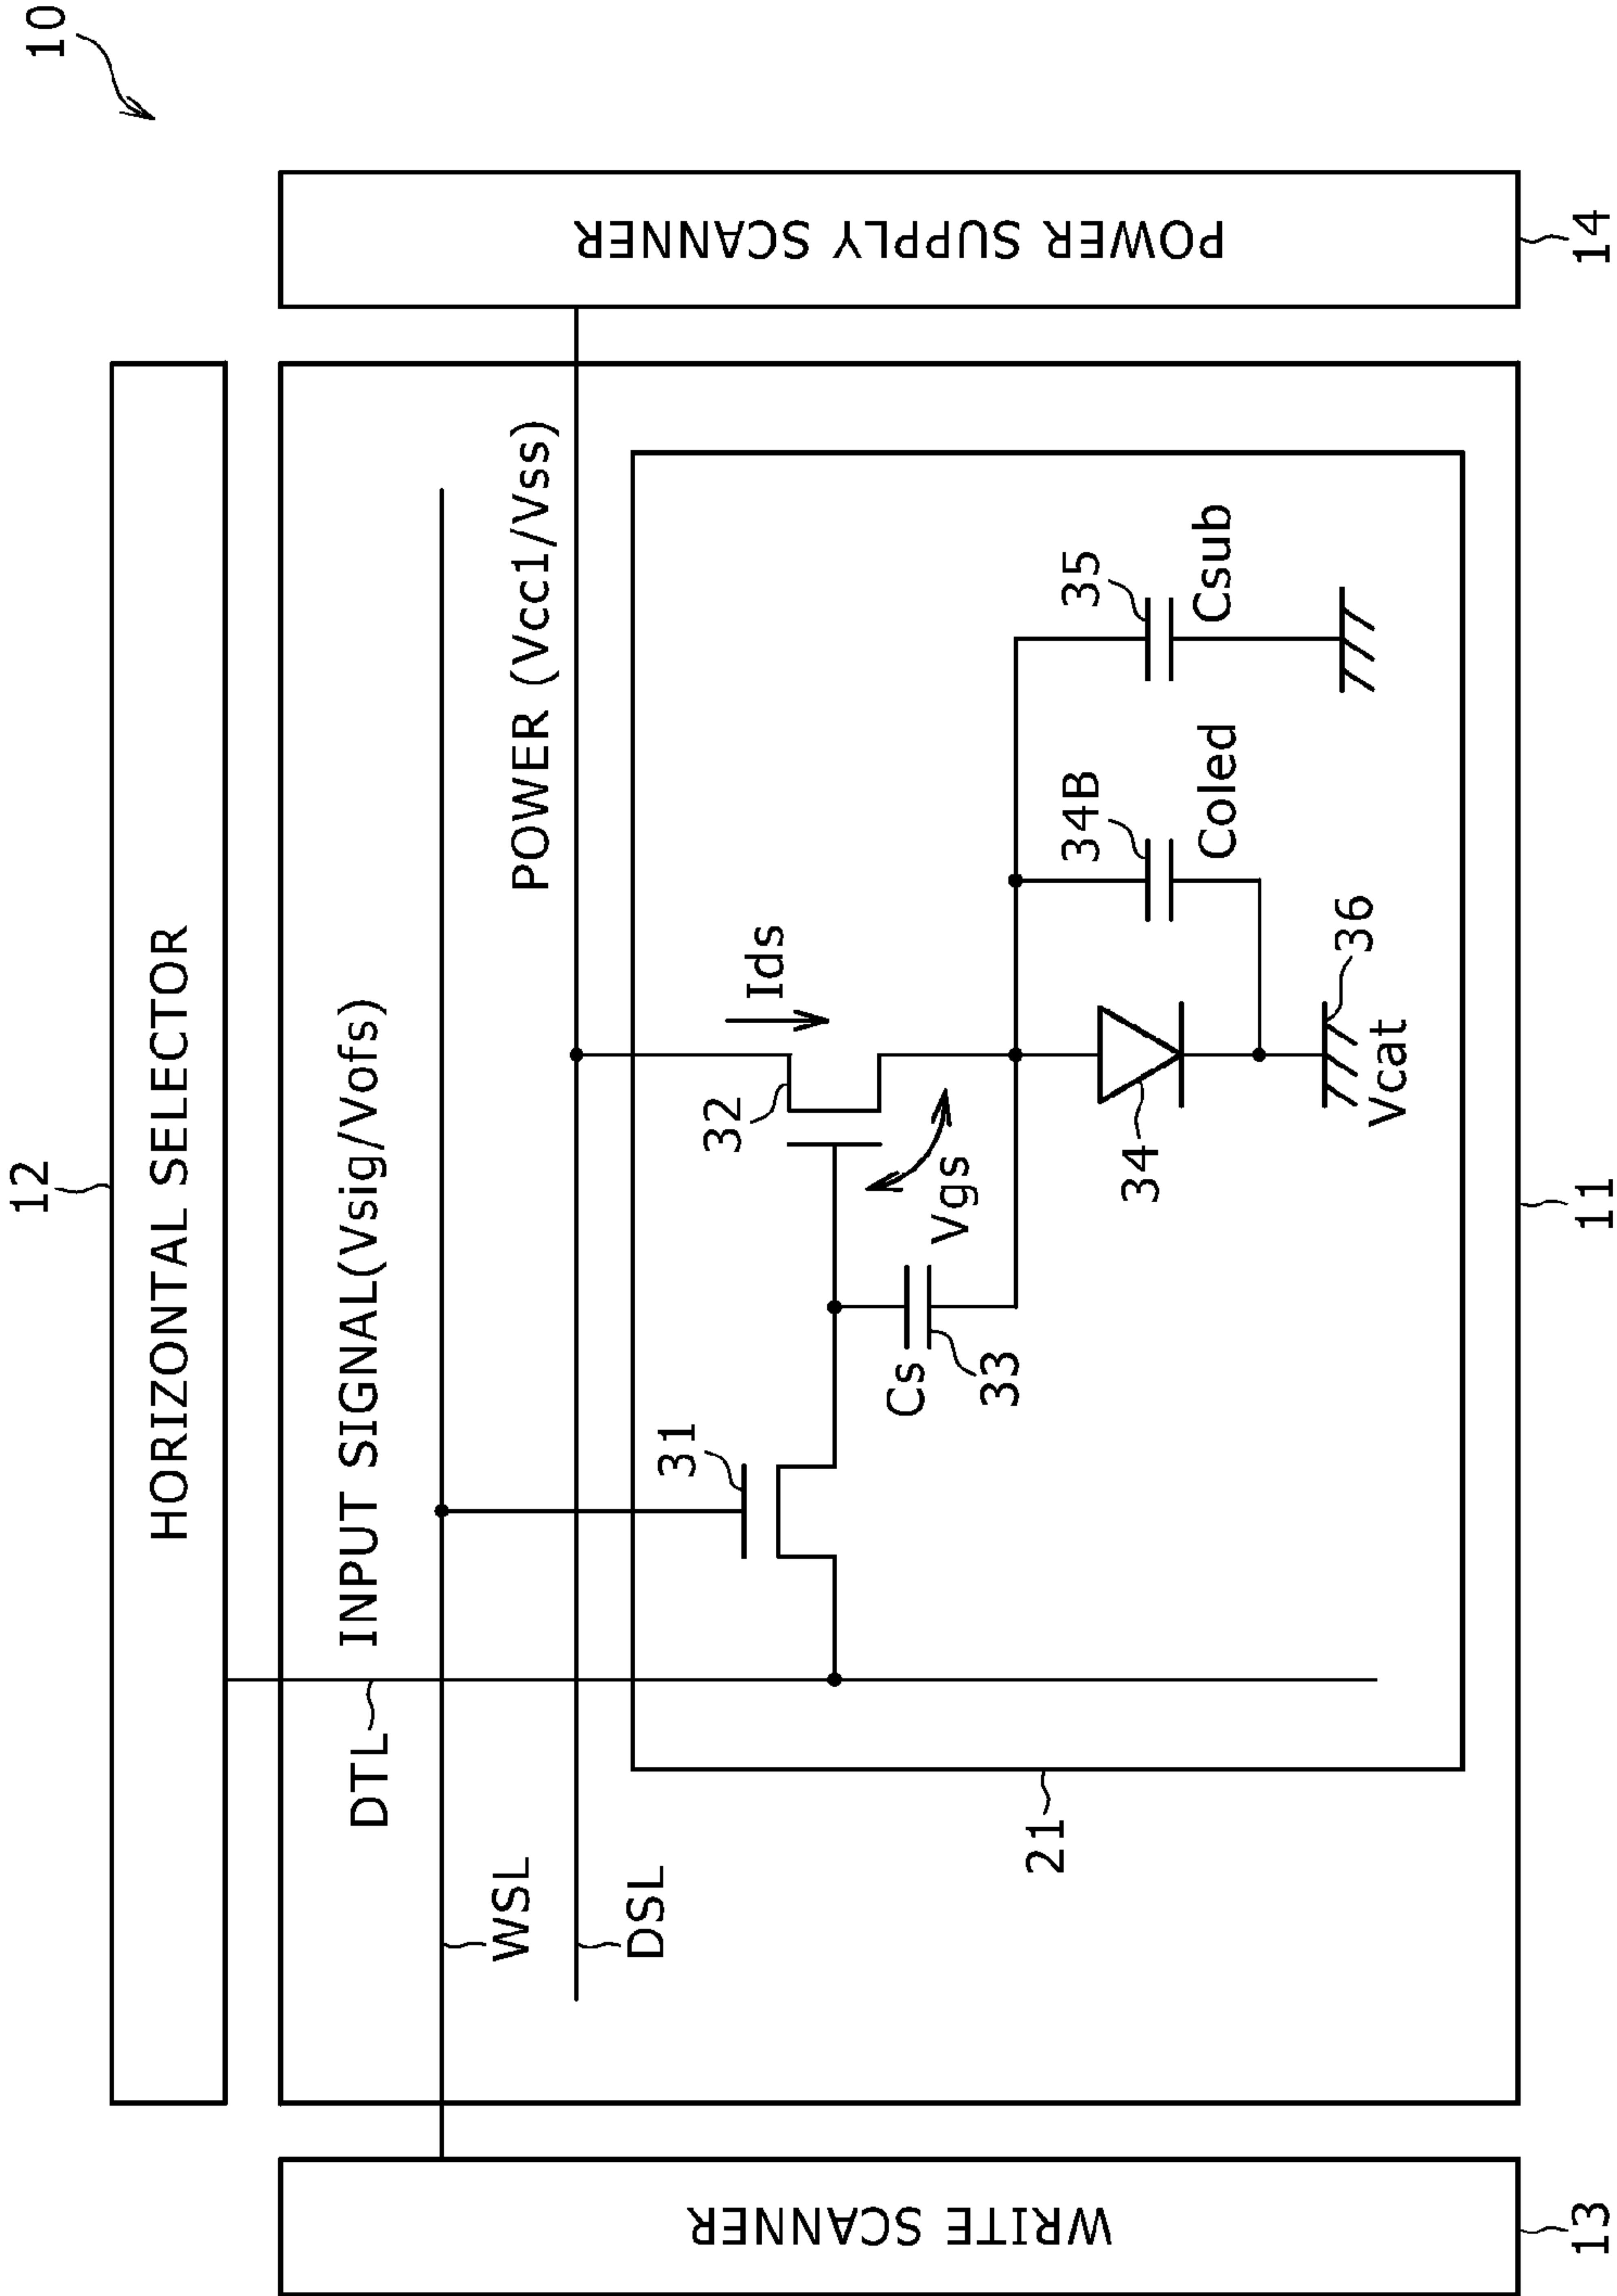 10
12
HORIZONTAL SELECTOR
INPUT SIGNAL(Vsig/Vofs)
DTL
WSL
POWER (Vcc1/Vss)
DSL
WRITE SCANNER
13
POWER SUPPLY SCANNER
14
31
32
Ids
Cs
33
Vgs
34
34B
Coled
35
Csub
36
Vcat
21
11